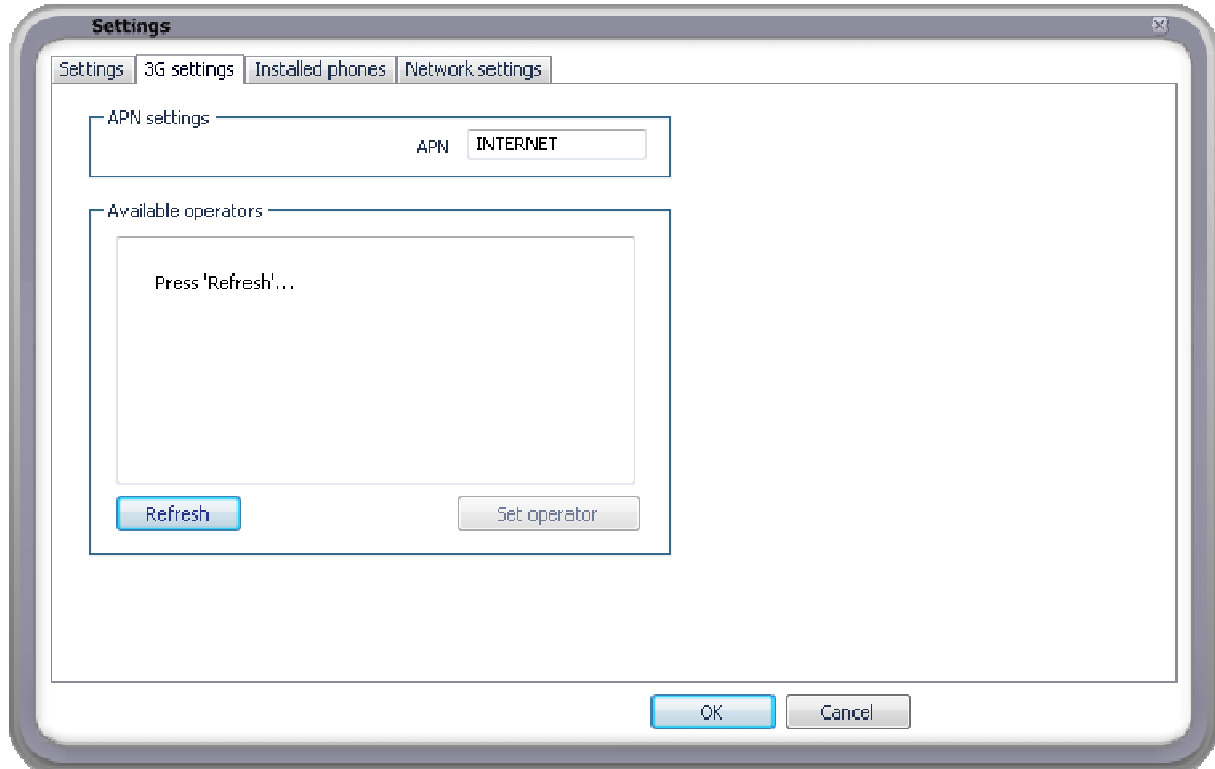 Settings
Settings 3G settings Installed phones Network settings
APN settings
APN INTERNET
Available operators
Press 'Refresh'...
Refresh Set operator
OK Cancel